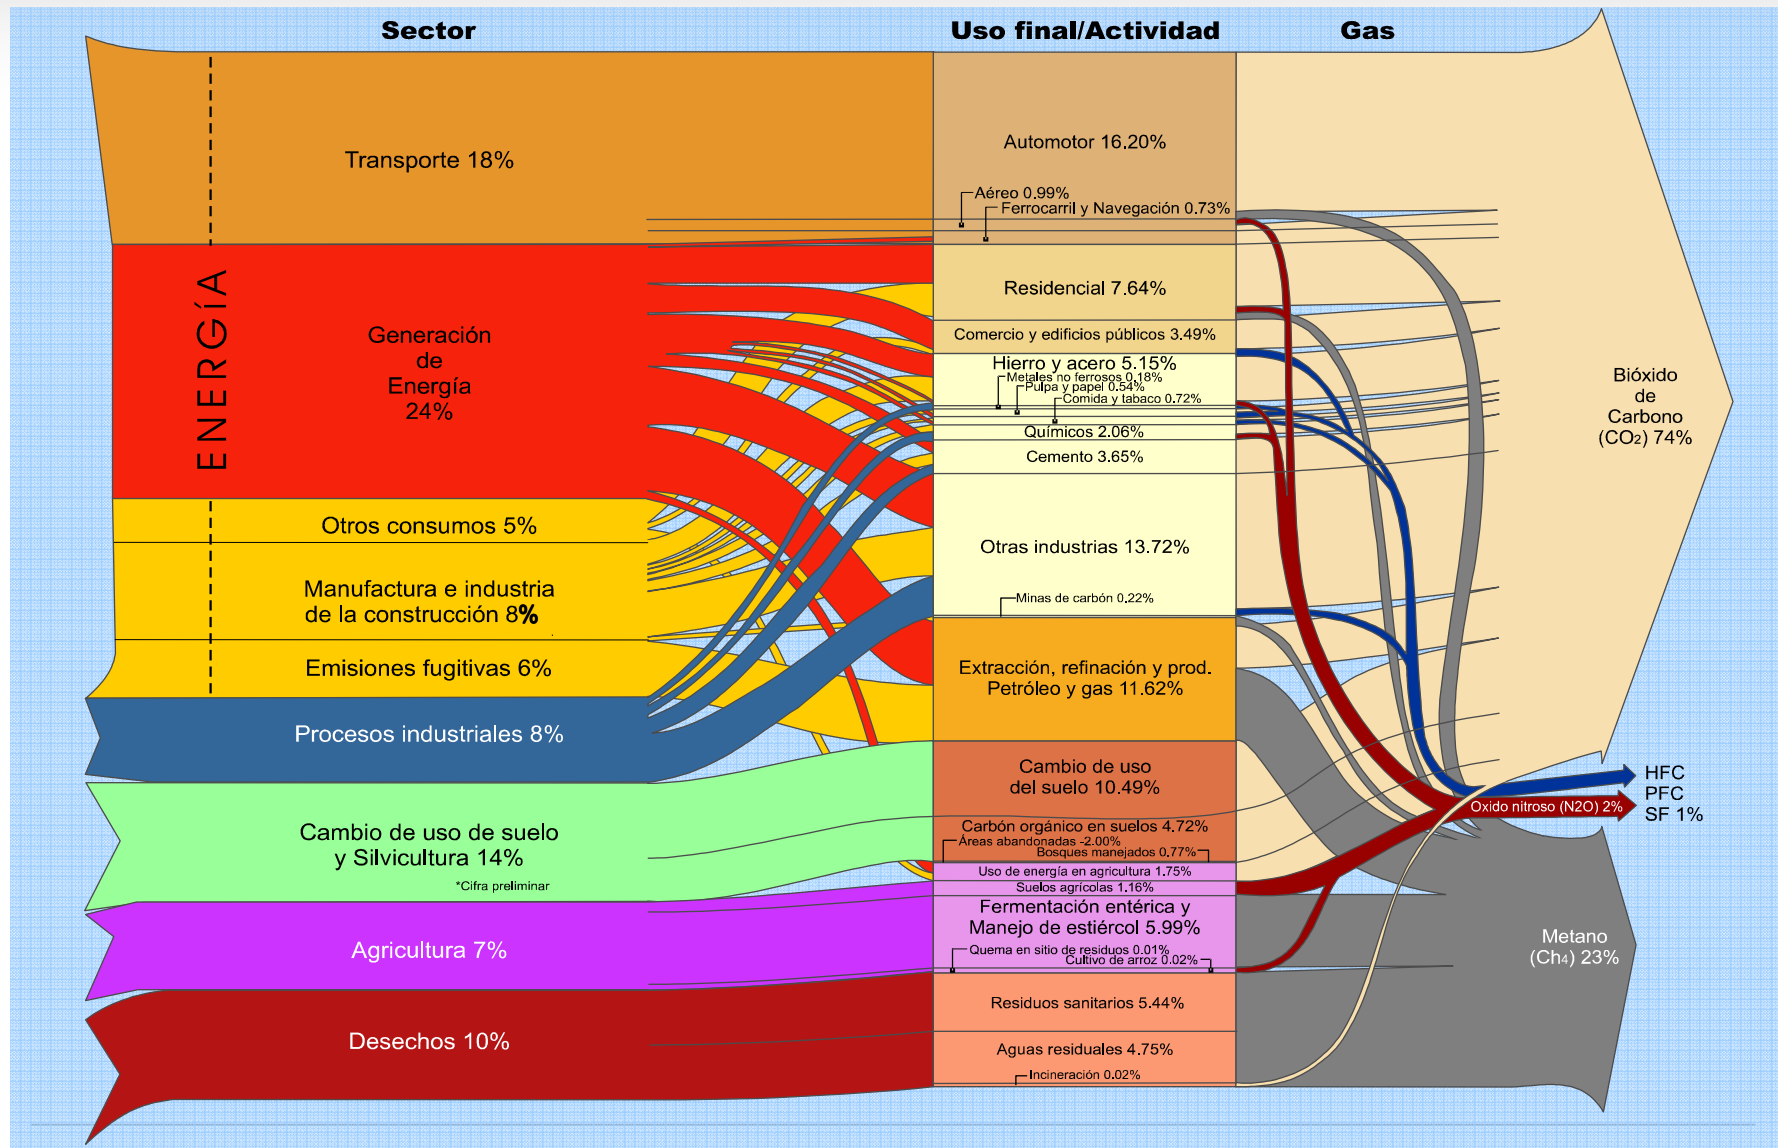 Sector
Uso final/Actividad
Gas
ENERGÍA
Transporte 18%
Generación
de
Energía
24%
Otros consumos 5%
Manufactura e industria
de la construcción 8%
Emisiones fugitivas 6%
Procesos industriales 8%
Cambio de uso de suelo
y Silvicultura 14%
*Cifra preliminar
Agricultura 7%
Desechos 10%
Automotor 16.20%
Aéreo 0.99%
Ferrocarril y Navegación 0.73%
Residencial 7.64%
Comercio y edificios públicos 3.49%
Hierro y acero 5.15%
Metales no ferrosos 0.18%
Pulpa y papel 0.54%
Comida y tabaco 0.72%
Químicos 2.06%
Cemento 3.65%
Otras industrias 13.72%
Minas de carbón 0.22%
Extracción, refinación y prod.
Petróleo y gas 11.62%
Cambio de uso
del suelo 10.49%
Carbón orgánico en suelos 4.72%
Áreas abandonadas -2.00%
Bosques manejados 0.77%
Uso de energía en agricultura 1.75%
Suelos agrícolas 1.16%
Fermentación entérica y
Manejo de estiércol 5.99%
Quema en sitio de residuos 0.01%
Cultivo de arroz 0.02%
Residuos sanitarios 5.44%
Aguas residuales 4.75%
Incineración 0.02%
Bióxido
de
Carbono
(CO2) 74%
HFC
PFC
SF 1%
Oxido nitroso (N2O) 2%
Metano
(Ch4) 23%